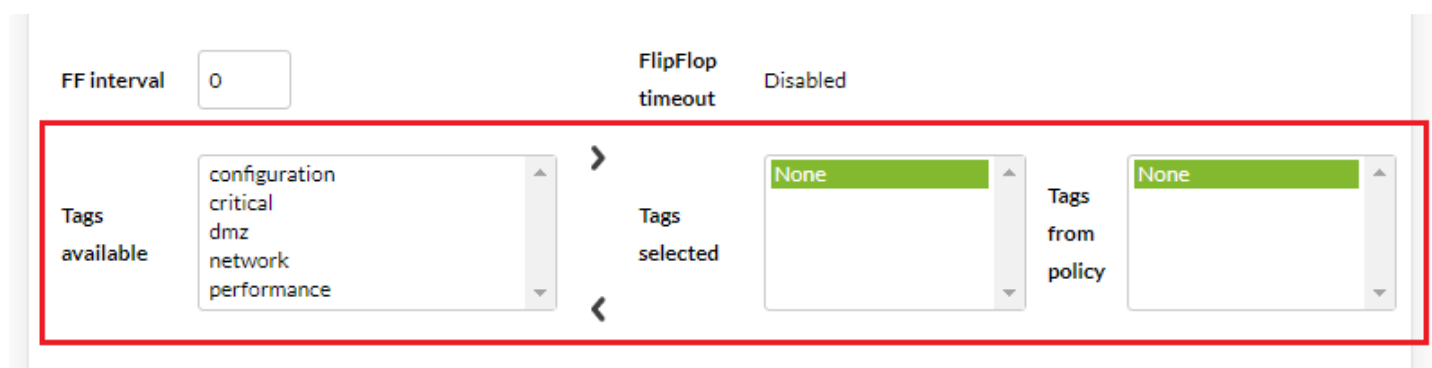 FF interval
0
FlipFlop
timeout
Disabled
Tags
available
configuration
critical
dmz
network
performance
Tags
selected
None
Tags
from
policy
None